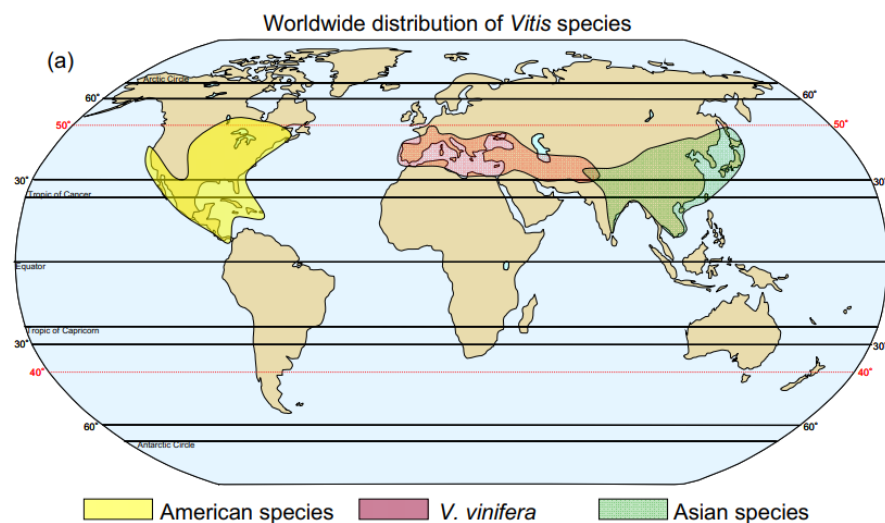 Worldwide distribution of Vitis species
(a)
Arctic Circle
60° 60°
50° 50°
30° 30°
Tropic of Cancer
Equator
Tropic of Capricorn
30° 30°
40° 40°
60° 60°
Antarctic Circle
American species V. vinifera Asian species